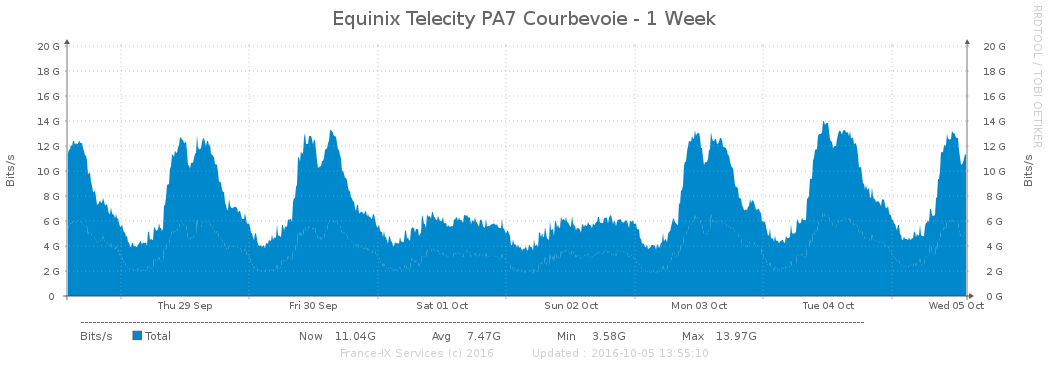 Equinix Telecity PA7 Courbevoie - 1 Week
RRDTOOL / TOBI OETIKER
Bits/s
20 G 20 G
18 G 18 G
16 G 16 G
14 G 14 G
12 G 12 G
10 G 10 G
8 G 8 G
6 G 6 G
4 G 4 G
2 G 2 G
0 0 G
Bits/s
Thu 29 Sep Fri 30 Sep Sat 01 Oct Sun 02 Oct Mon 03 Oct Tue 04 Oct Wed 05 Oct
Bits/s Total Now 11.04G Avg 7.47G Min 3.58G Max 13.97G
France-IX Services (c) 2016 Updated : 2016-10-05 13:55:10